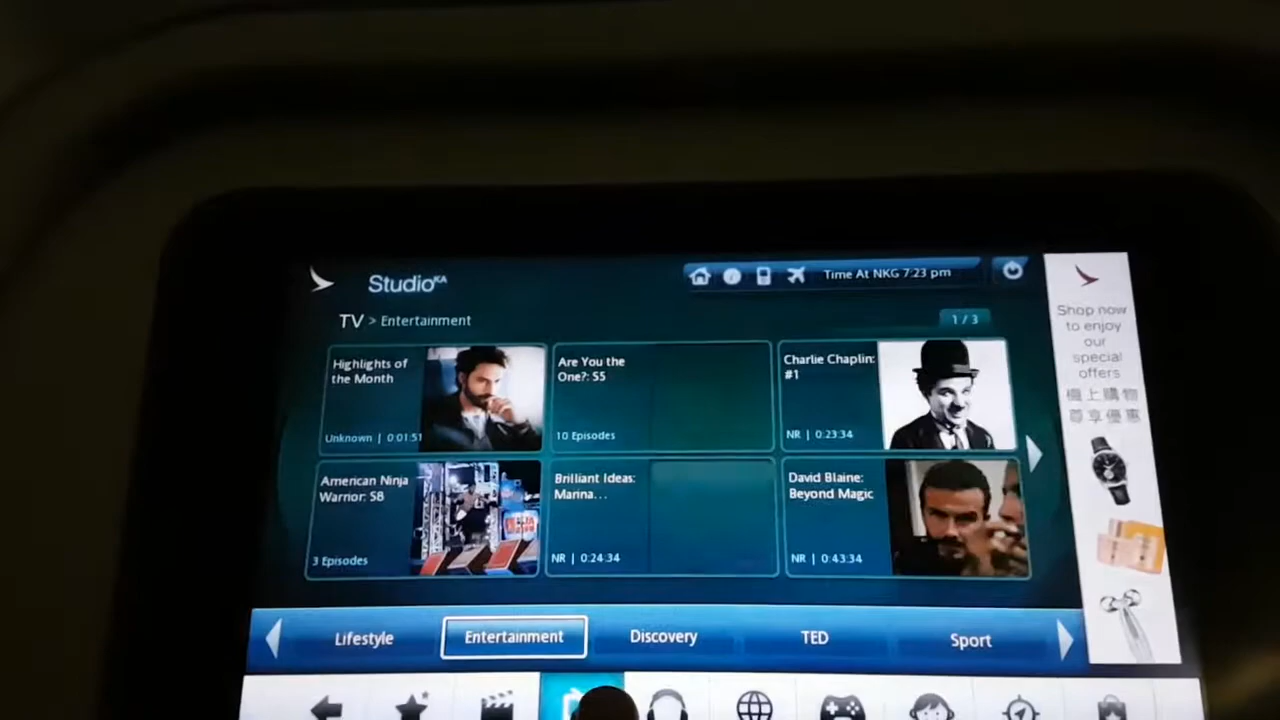 Studio KA
Time At NKG 7:23 pm
TV > Entertainment
1 / 3
Highlights of
the Month
Unknown | 0:01:51
Are You the
One?: S5
10 Episodes
Charlie Chaplin:
#1
NR | 0:23:34
American Ninja
Warrior: S8
3 Episodes
Brilliant Ideas:
Marina...
NR | 0:24:34
David Blaine:
Beyond Magic
NR | 0:43:34
Lifestyle
Entertainment
Discovery
TED
Sport
Shop now
to enjoy
our
special
offers
機上購物
尊享優惠